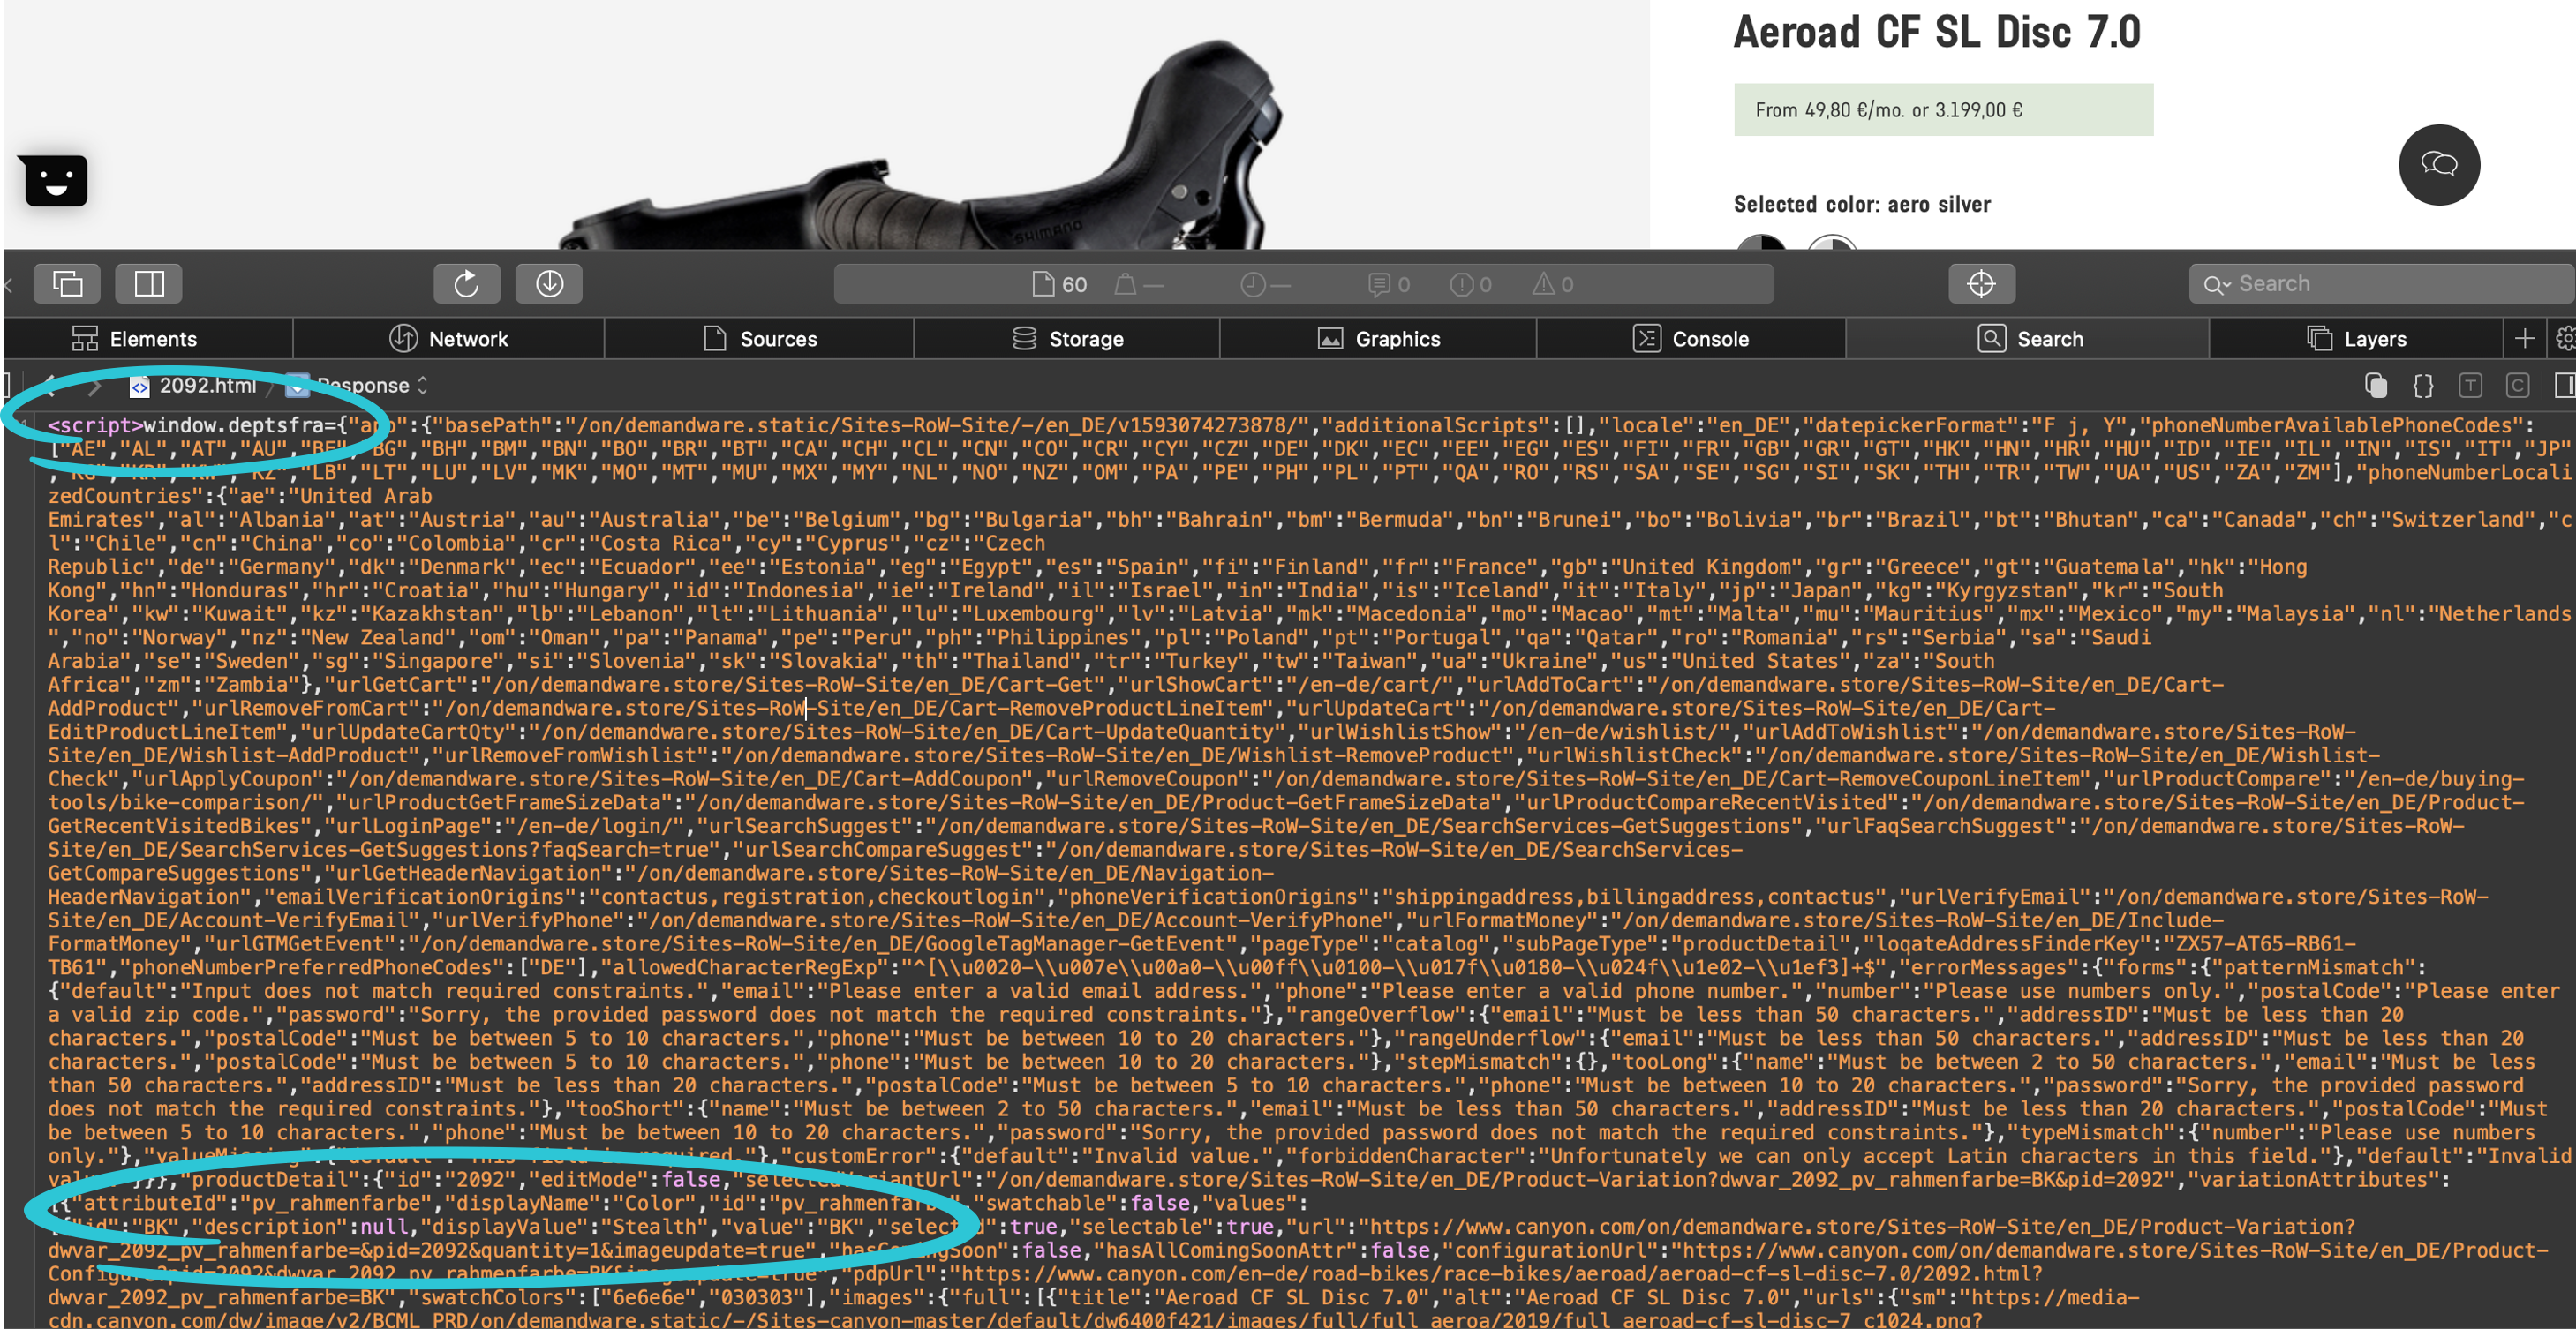 Aeroad CF SL Disc 7.0
From 49,80 €/mo. or 3.199,00 €
Selected color: aero silver
SHIMANO
60 — — 0 0 0 Search
Elements Network Sources Storage Graphics Console Search Layers
2092.html Response
<script>window.deptsfra={"app":{"basePath":"/on/demandware.static/Sites-RoW-Site/-/en_DE/v1593074273878/","additionalScripts":[],"locale":"en_DE","datepickerFormat":"F j, Y","phoneNumberAvailablePhoneCodes":
["AE","AL","AT","AU","BE","BG","BH","BM","BN","BO","BR","BT","CA","CH","CL","CN","CO","CR","CY","CZ","DE","DK","EC","EE","EG","ES","FI","FR","GB","GR","GT","HK","HN","HR","HU","ID","IE","IL","IN","IS","IT","JP"
,"KG","KR","KW","KZ","LB","LT","LU","LV","MK","MO","MT","MU","MX","MY","NL","NO","NZ","OM","PA","PE","PH","PL","PT","QA","RO","RS","SA","SE","SG","SI","SK","TH","TR","TW","UA","US","ZA","ZM"],"phoneNumberLocali
zedCountries":{"ae":"United Arab
Emirates","al":"Albania","at":"Austria","au":"Australia","be":"Belgium","bg":"Bulgaria","bh":"Bahrain","bm":"Bermuda","bn":"Brunei","bo":"Bolivia","br":"Brazil","bt":"Bhutan","ca":"Canada","ch":"Switzerland","c
l":"Chile","cn":"China","co":"Colombia","cr":"Costa Rica","cy":"Cyprus","cz":"Czech
Republic","de":"Germany","dk":"Denmark","ec":"Ecuador","ee":"Estonia","eg":"Egypt","es":"Spain","fi":"Finland","fr":"France","gb":"United Kingdom","gr":"Greece","gt":"Guatemala","hk":"Hong
Kong","hn":"Honduras","hr":"Croatia","hu":"Hungary","id":"Indonesia","ie":"Ireland","il":"Israel","in":"India","is":"Iceland","it":"Italy","jp":"Japan","kg":"Kyrgyzstan","kr":"South
Korea","kw":"Kuwait","kz":"Kazakhstan","lb":"Lebanon","lt":"Lithuania","lu":"Luxembourg","lv":"Latvia","mk":"Macedonia","mo":"Macao","mt":"Malta","mu":"Mauritius","mx":"Mexico","my":"Malaysia","nl":"Netherlands
","no":"Norway","nz":"New Zealand","om":"Oman","pa":"Panama","pe":"Peru","ph":"Philippines","pl":"Poland","pt":"Portugal","qa":"Qatar","ro":"Romania","rs":"Serbia","sa":"Saudi
Arabia","se":"Sweden","sg":"Singapore","si":"Slovenia","sk":"Slovakia","th":"Thailand","tr":"Turkey","tw":"Taiwan","ua":"Ukraine","us":"United States","za":"South
Africa","zm":"Zambia"},"urlGetCart":"/on/demandware.store/Sites-RoW-Site/en_DE/Cart-Get","urlShowCart":"/en-de/cart/","urlAddToCart":"/on/demandware.store/Sites-RoW-Site/en_DE/Cart-
AddProduct","urlRemoveFromCart":"/on/demandware.store/Sites-RoW-Site/en_DE/Cart-RemoveProductLineItem","urlUpdateCart":"/on/demandware.store/Sites-RoW-Site/en_DE/Cart-
EditProductLineItem","urlUpdateCartQty":"/on/demandware.store/Sites-RoW-Site/en_DE/Cart-UpdateQuantity","urlWishlistShow":"/en-de/wishlist/","urlAddToWishlist":"/on/demandware.store/Sites-RoW-
Site/en_DE/Wishlist-AddProduct","urlRemoveFromWishlist":"/on/demandware.store/Sites-RoW-Site/en_DE/Wishlist-RemoveProduct","urlWishlistCheck":"/on/demandware.store/Sites-RoW-Site/en_DE/Wishlist-
Check","urlApplyCoupon":"/on/demandware.store/Sites-RoW-Site/en_DE/Cart-AddCoupon","urlRemoveCoupon":"/on/demandware.store/Sites-RoW-Site/en_DE/Cart-RemoveCouponLineItem","urlProductCompare":"/en-de/buying-
tools/bike-comparison/","urlProductGetFrameSizeData":"/on/demandware.store/Sites-RoW-Site/en_DE/Product-GetFrameSizeData","urlProductCompareRecentVisited":"/on/demandware.store/Sites-RoW-Site/en_DE/Product-
GetRecentVisitedBikes","urlLoginPage":"/en-de/login/","urlSearchSuggest":"/on/demandware.store/Sites-RoW-Site/en_DE/SearchServices-GetSuggestions","urlFaqSearchSuggest":"/on/demandware.store/Sites-RoW-
Site/en_DE/SearchServices-GetSuggestions?faqSearch=true","urlSearchCompareSuggest":"/on/demandware.store/Sites-RoW-Site/en_DE/SearchServices-
GetCompareSuggestions","urlGetHeaderNavigation":"/on/demandware.store/Sites-RoW-Site/en_DE/Navigation-
HeaderNavigation","emailVerificationOrigins":"contactus,registration,checkoutlogin","phoneVerificationOrigins":"shippingaddress,billingaddress,contactus","urlVerifyEmail":"/on/demandware.store/Sites-RoW-
Site/en_DE/Account-VerifyEmail","urlVerifyPhone":"/on/demandware.store/Sites-RoW-Site/en_DE/Account-VerifyPhone","urlFormatMoney":"/on/demandware.store/Sites-RoW-Site/en_DE/Include-
FormatMoney","urlGTMGetEvent":"/on/demandware.store/Sites-RoW-Site/en_DE/GoogleTagManager-GetEvent","pageType":"catalog","subPageType":"productDetail","loqateAddressFinderKey":"ZX57-AT65-RB61-
TB61","phoneNumberPreferredPhoneCodes":["DE"],"allowedCharacterRegExp":"^[\\u0020-\\u007e\\u00a0-\\u00ff\\u0100-\\u017f\\u0180-\\u024f\\u1e02-\\u1ef3]+$","errorMessages":{"forms":{"patternMismatch":
{"default":"Input does not match required constraints.","email":"Please enter a valid email address.","phone":"Please enter a valid phone number.","number":"Please use numbers only.","postalCode":"Please enter
a valid zip code.","password":"Sorry, the provided password does not match the required constraints."},"rangeOverflow":{"email":"Must be less than 50 characters.","addressID":"Must be less than 20
characters.","postalCode":"Must be between 5 to 10 characters.","phone":"Must be between 10 to 20 characters."},"rangeUnderflow":{"email":"Must be less than 50 characters.","addressID":"Must be less than 20
characters.","postalCode":"Must be between 5 to 10 characters.","phone":"Must be between 10 to 20 characters."},"stepMismatch":{},"tooLong":{"name":"Must be between 2 to 50 characters.","email":"Must be less
than 50 characters.","addressID":"Must be less than 20 characters.","postalCode":"Must be between 5 to 10 characters.","phone":"Must be between 10 to 20 characters.","password":"Sorry, the provided password
does not match the required constraints."},"tooShort":{"name":"Must be between 2 to 50 characters.","email":"Must be less than 50 characters.","addressID":"Must be less than 20 characters.","postalCode":"Must
be between 5 to 10 characters.","phone":"Must be between 10 to 20 characters.","password":"Sorry, the provided password does not match the required constraints."},"typeMismatch":{"number":"Please use numbers
only."},"valueMissing":{"default":"This field is required."},"customError":{"default":"Invalid value.","forbiddenCharacter":"Unfortunately we can only accept Latin characters in this field."},"default":"Invalid
value"}}},"productDetail":{"id":"2092","editMode":false,"selectedVariantUrl":"/on/demandware.store/Sites-RoW-Site/en_DE/Product-Variation?dwvar_2092_pv_rahmenfarbe=BK&pid=2092","variationAttributes":
[{"attributeId":"pv_rahmenfarbe","displayName":"Color","id":"pv_rahmenfarbe","swatchable":false,"values":
[{"id":"BK","description":null,"displayValue":"Stealth","value":"BK","selected":true,"selectable":true,"url":"https://www.canyon.com/on/demandware.store/Sites-RoW-Site/en_DE/Product-Variation?
dwvar_2092_pv_rahmenfarbe=&pid=2092&quantity=1&imageupdate=true","hasComingSoon":false,"hasAllComingSoonAttr":false,"configurationUrl":"https://www.canyon.com/on/demandware.store/Sites-RoW-Site/en_DE/Product-
Configure?pid=2092&dwvar_2092_pv_rahmenfarbe=BK&imageupdate=true","pdpUrl":"https://www.canyon.com/en-de/road-bikes/race-bikes/aeroad/aeroad-cf-sl-disc-7.0/2092.html?
dwvar_2092_pv_rahmenfarbe=BK","swatchColors":["6e6e6e","030303"],"images":{"full":[{"title":"Aeroad CF SL Disc 7.0","alt":"Aeroad CF SL Disc 7.0","urls":{"sm":"https://media-
cdn.canyon.com/dw/image/v2/BCML_PRD/on/demandware.static/-/Sites-canyon-master/default/dw6400f421/images/full/full_aeroa/2019/full_aeroad-cf-sl-disc-7_c1024.png?